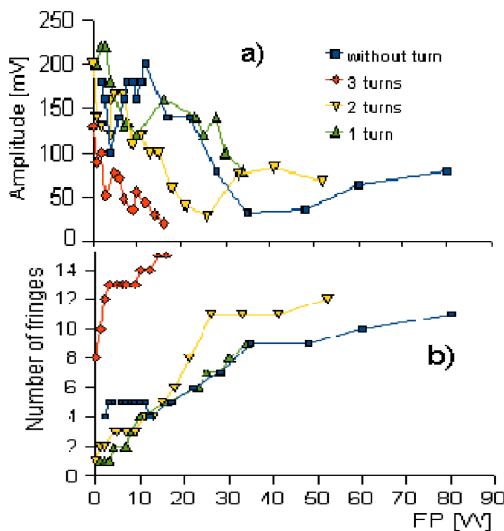 a)
without turn
3 turns
2 turns
1 turn
Amplitude [mV]
250
200
150
100
50
0
b)
Number of fringes
14
12
10
8
6
4
2
0
0 10 20 30 40 50 60 70 80 90
FP [W]